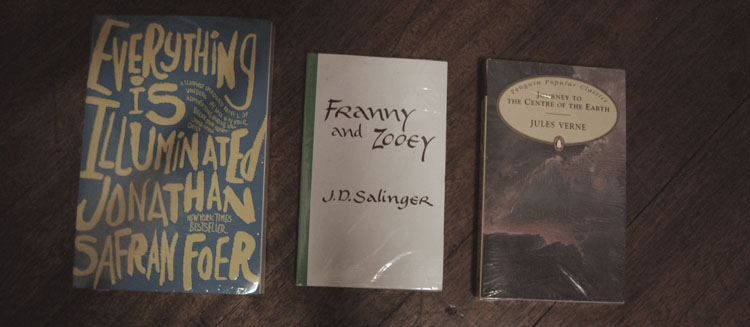 EVERYTHING
IS
ILLUMINATED
JONATHAN
NEW YORK TIMES
BESTSELLER
SAFRAN FOER
Franny
and Zooey
J.D. Salinger
Penguin Popular Classics
JOURNEY TO
THE CENTRE OF THE EARTH
JULES VERNE